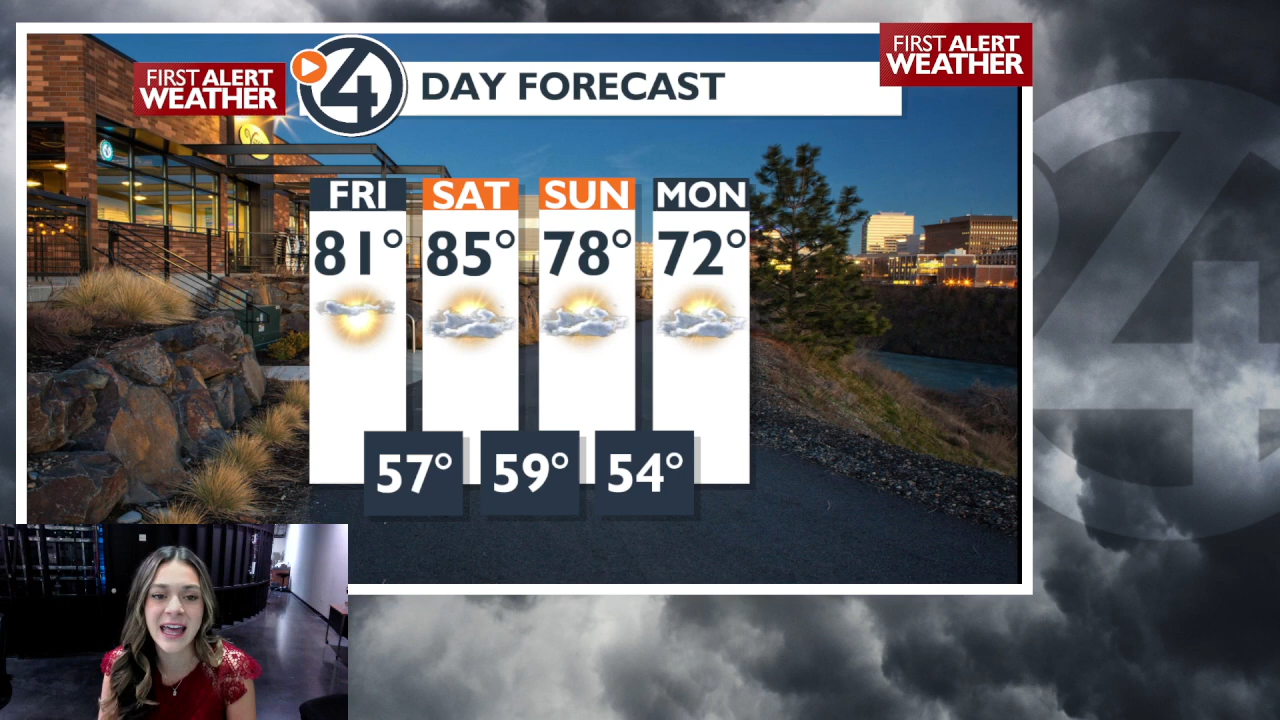 FIRST ALERT
WEATHER
4 DAY FORECAST
FIRST ALERT
WEATHER
FRI SAT SUN MON
81° 85° 78° 72°
57° 59° 54°
4